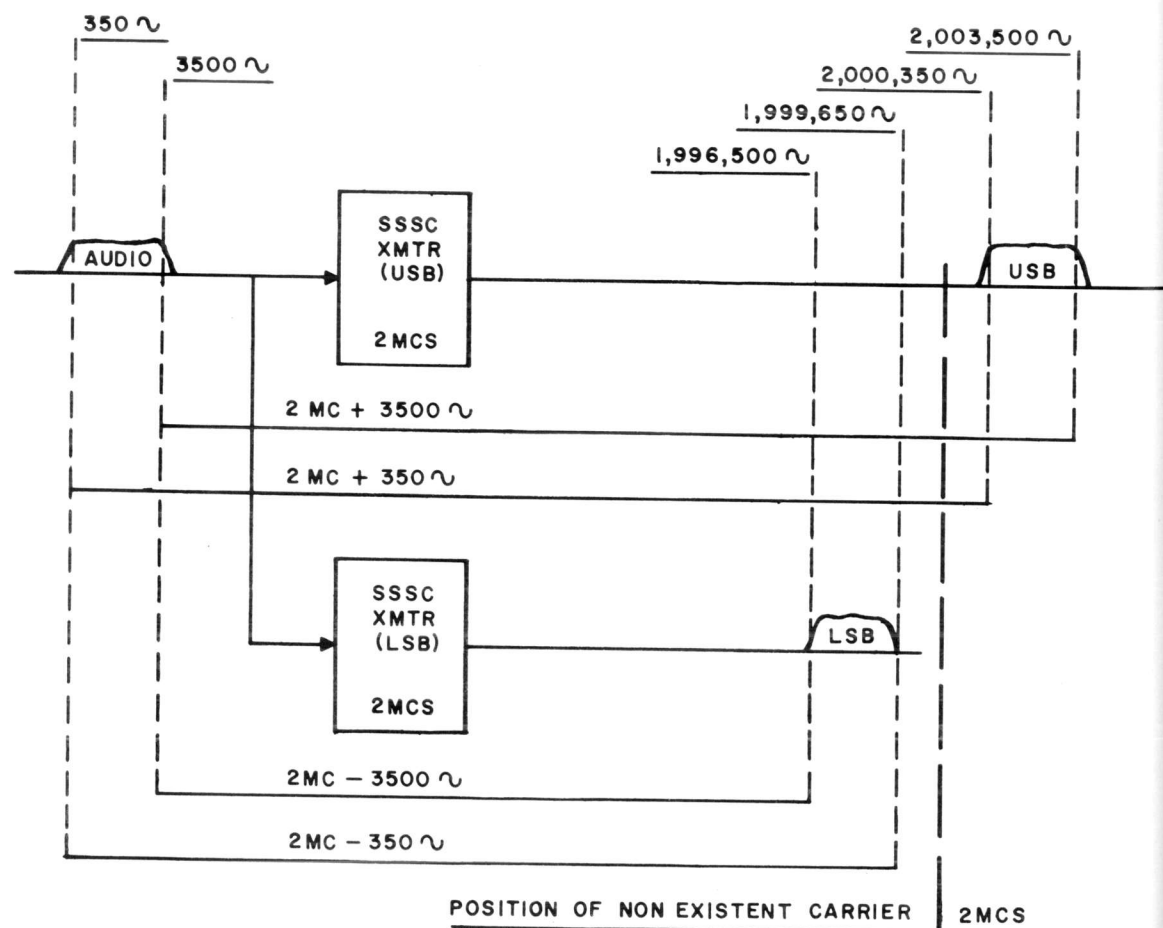 350 ∿
3500 ∿
2,003,500 ∿
2,000,350 ∿
1,999,650 ∿
1,996,500 ∿
AUDIO
SSSC
XMTR
(USB)
2 MCS
USB
2 MC + 3500 ∿
2 MC + 350 ∿
SSSC
XMTR
(LSB)
2MCS
LSB
2MC – 3500 ∿
2MC – 350 ∿
POSITION OF NON EXISTENT CARRIER
2MCS